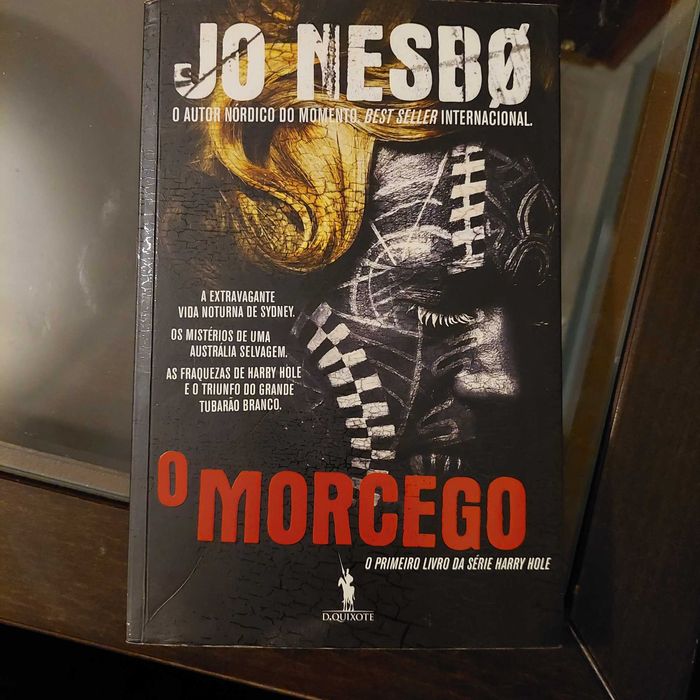 JO NESBØ
O AUTOR NÓRDICO DO MOMENTO. BEST SELLER INTERNACIONAL.
A EXTRAVAGANTE
VIDA NOTURNA DE SYDNEY.
OS MISTÉRIOS DE UMA
AUSTRÁLIA SELVAGEM.
AS FRAQUEZAS DE HARRY HOLE
E O TRIUNFO DO GRANDE
TUBARÃO BRANCO.
O MORCEGO
O PRIMEIRO LIVRO DA SÉRIE HARRY HOLE
D.QUIXOTE